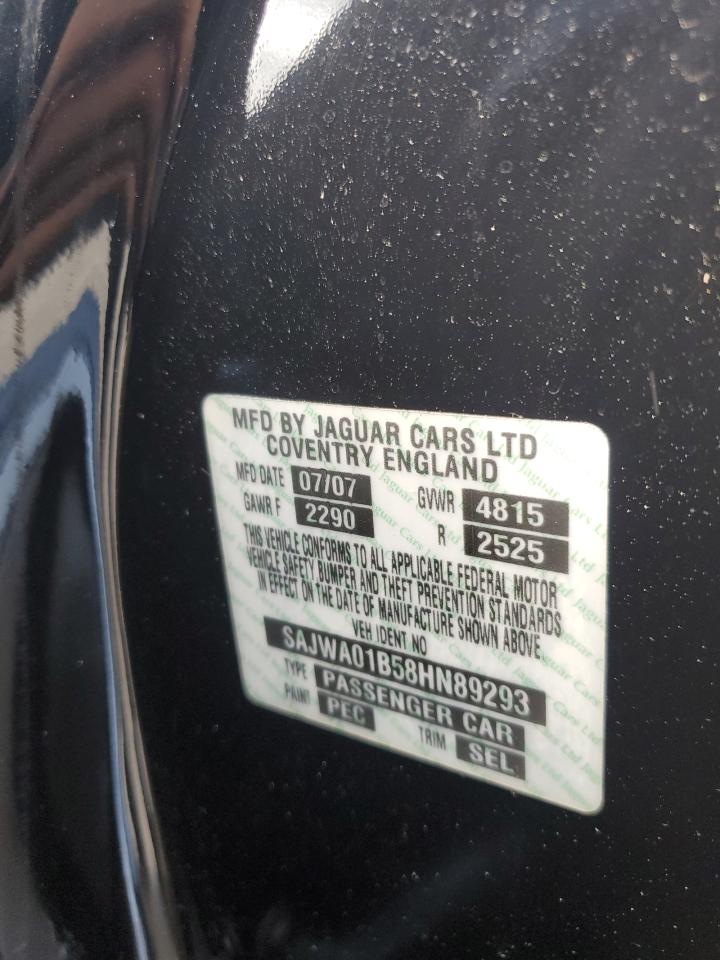 MFD BY JAGUAR CARS LTD
COVENTRY ENGLAND
MFD DATE 07/07 GVWR 4815
GAWR F 2290 R 2525
THIS VEHICLE CONFORMS TO ALL APPLICABLE FEDERAL MOTOR
VEHICLE SAFETY BUMPER AND THEFT PREVENTION STANDARDS
IN EFFECT ON THE DATE OF MANUFACTURE SHOWN ABOVE.
VEH IDENT NO
SAJWA01B58HN89293
TYPE PASSENGER CAR
PAINT PEC TRIM SEL